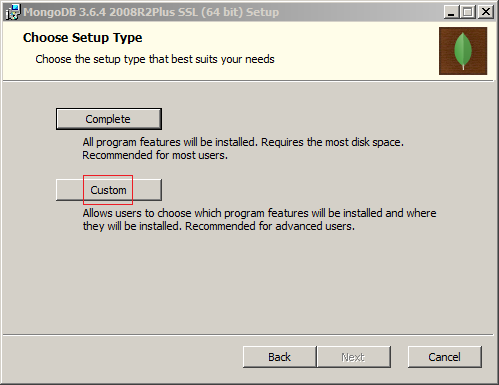 MongoDB 3.6.4 2008R2Plus SSL (64 bit) Setup
Choose Setup Type
Choose the setup type that best suits your needs
Complete
All program features will be installed. Requires the most disk space.
Recommended for most users.
Custom
Allows users to choose which program features will be installed and where
they will be installed. Recommended for advanced users.
Back Next Cancel